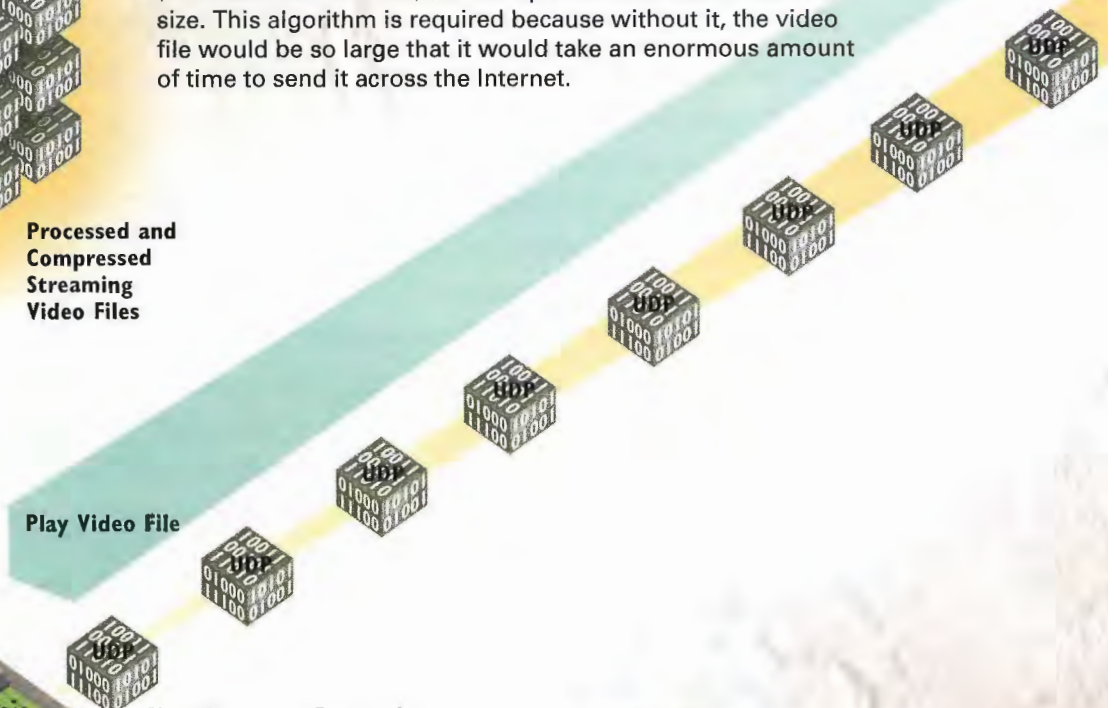 size. This algorithm is required because without it, the video
file would be so large that it would take an enormous amount
of time to send it across the Internet.
Processed and
Compressed
Streaming
Video Files
UDP
UDP
UDP
UDP
UDP
UDP
UDP
UDP
Play Video File